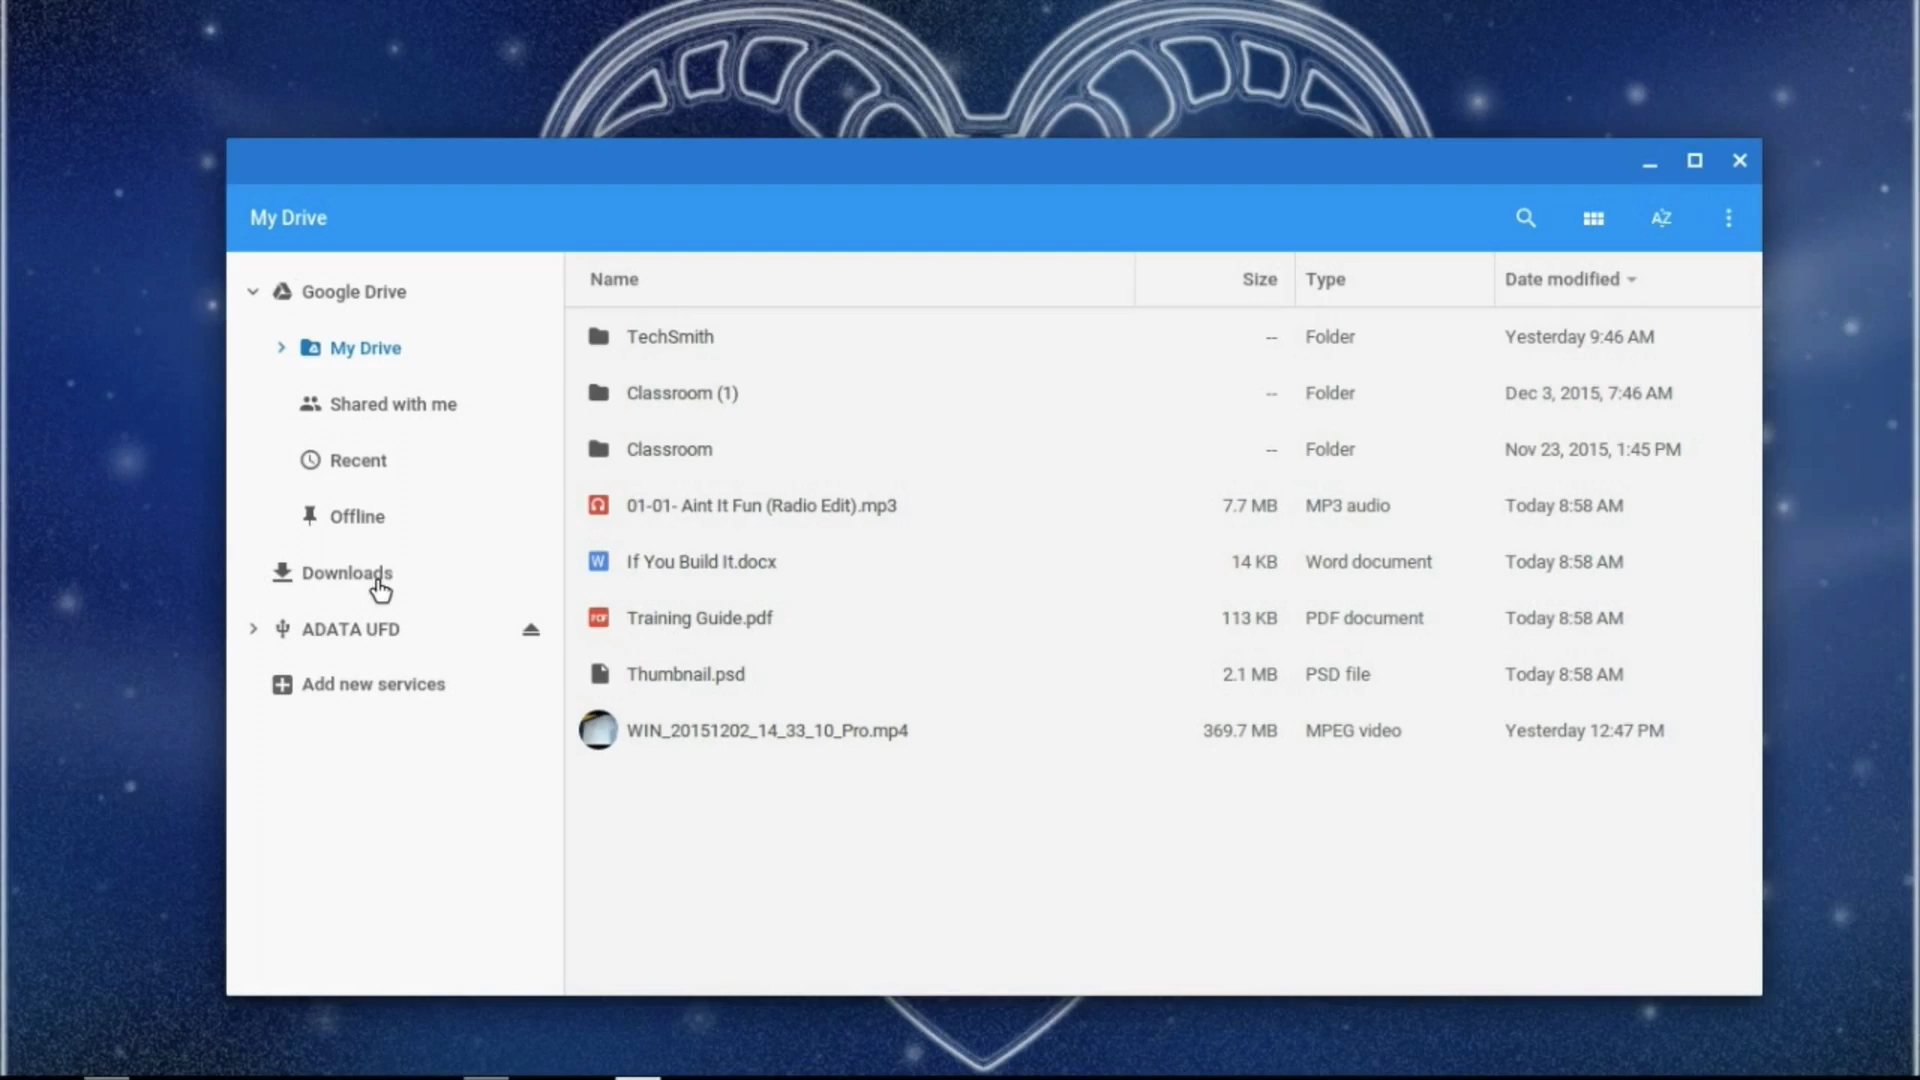 My Drive
AZ
Google Drive
My Drive
Shared with me
Recent
Offline
Downloads
ADATA UFD
Add new services
Name Size Type Date modified
TechSmith -- Folder Yesterday 9:46 AM
Classroom (1) -- Folder Dec 3, 2015, 7:46 AM
Classroom -- Folder Nov 23, 2015, 1:45 PM
01-01- Aint It Fun (Radio Edit).mp3 7.7 MB MP3 audio Today 8:58 AM
W If You Build It.docx 14 KB Word document Today 8:58 AM
PDF Training Guide.pdf 113 KB PDF document Today 8:58 AM
Thumbnail.psd 2.1 MB PSD file Today 8:58 AM
WIN_20151202_14_33_10_Pro.mp4 369.7 MB MPEG video Yesterday 12:47 PM